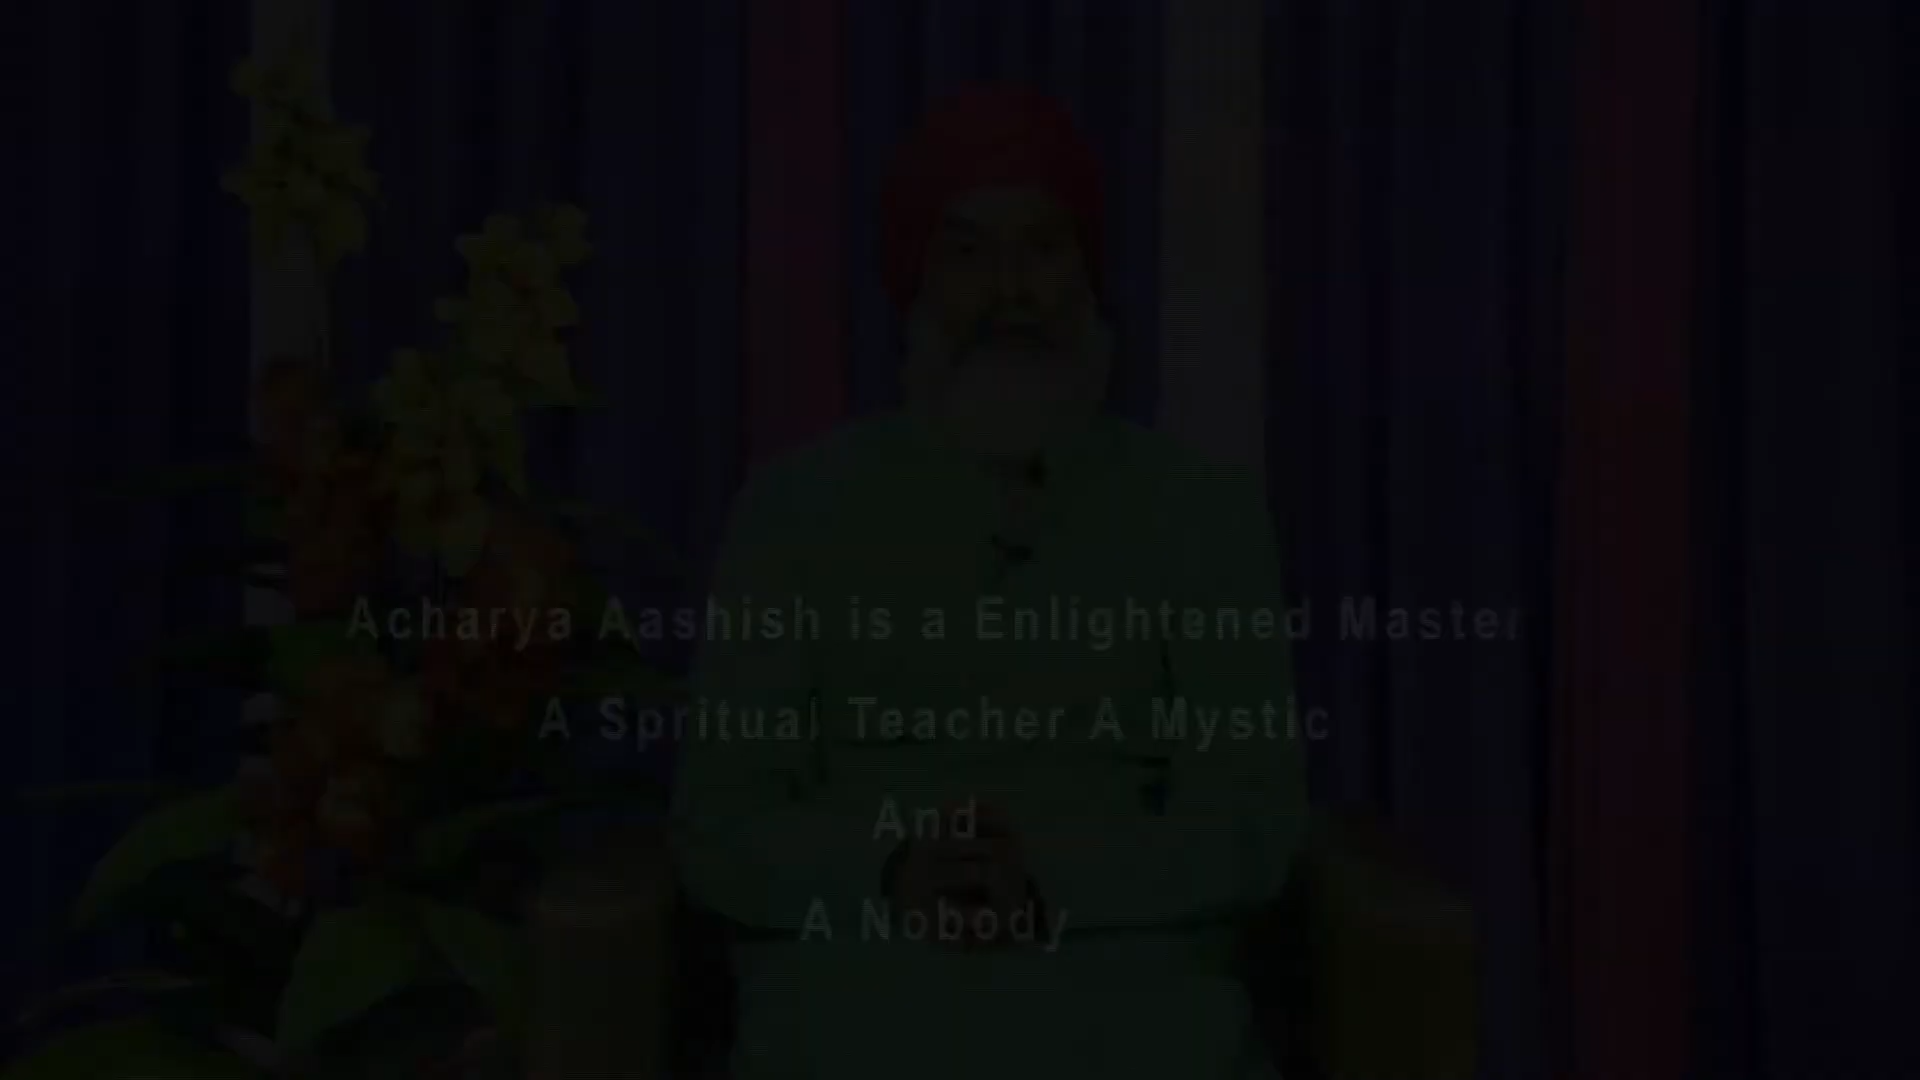 Acharya Aashish is a Enlightened Master
A Spritual Teacher A Mystic
And
A Nobody